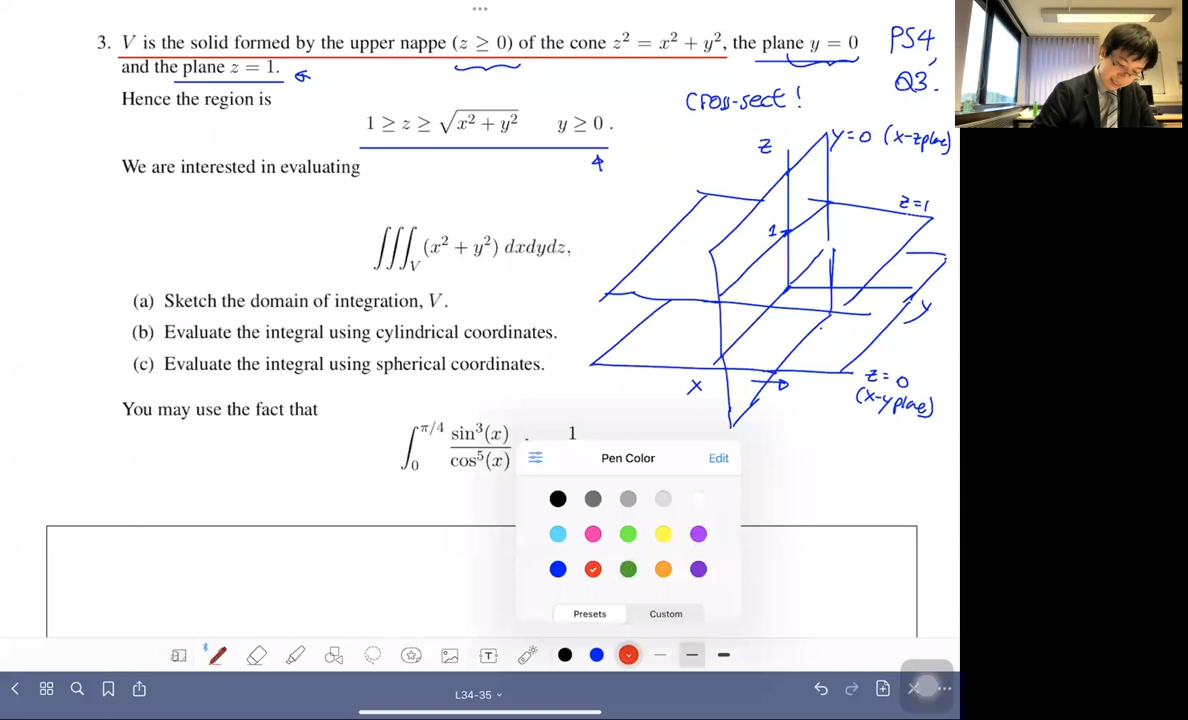 3. V is the solid formed by the upper nappe (z ≥ 0) of the cone z² = x² + y², the plane y = 0
and the plane z = 1.
Hence the region is
1 ≥ z ≥ √x² + y² y ≥ 0 .
We are interested in evaluating
∭_V (x² + y²) dxdydz,
(a) Sketch the domain of integration, V.
(b) Evaluate the integral using cylindrical coordinates.
(c) Evaluate the integral using spherical coordinates.
You may use the fact that
∫₀^π/4 sin³(x) / cos⁵(x) 1
PS4,
Q3.
cross-sect!
z
y=0 (x-z plane)
z=1
1
y
x
z=0
(x-y plane)
Pen Color
Edit
Presets
Custom
T
L34-35